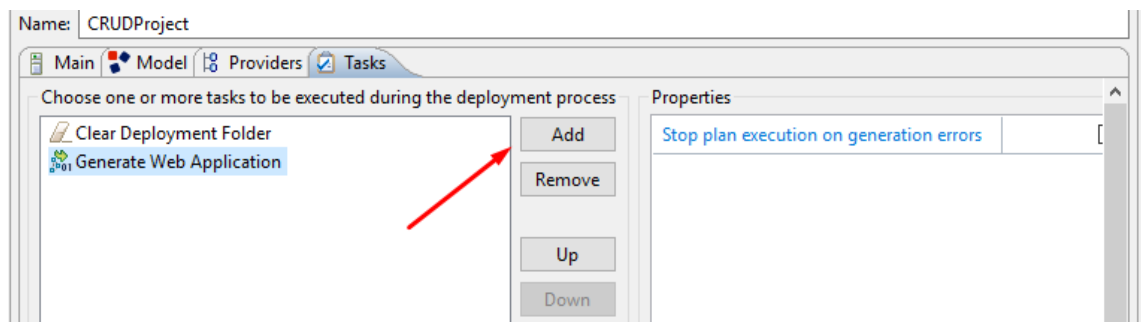 Name: CRUDProject
Main Model Providers Tasks
Choose one or more tasks to be executed during the deployment process
Clear Deployment Folder
Generate Web Application
Add
Remove
Up
Down
Properties
Stop plan execution on generation errors